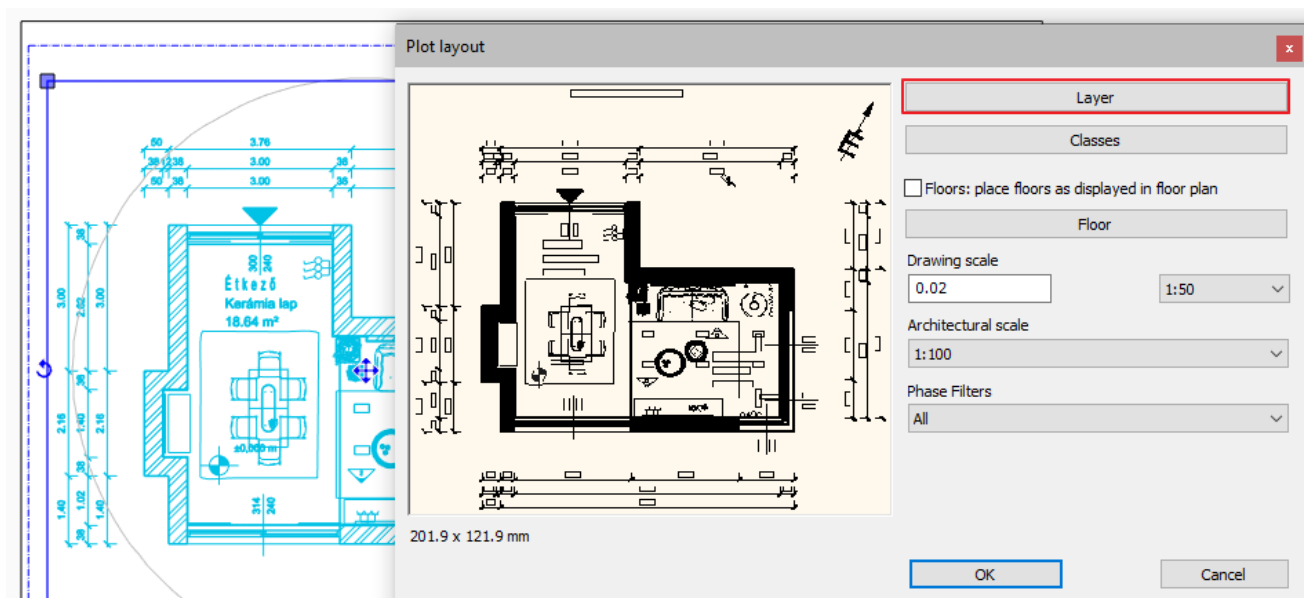 Plot layout
x
Layer
Classes
Floors: place floors as displayed in floor plan
Floor
Drawing scale
0.02
1:50
Architectural scale
1:100
Phase Filters
All
201.9 x 121.9 mm
OK
Cancel
50
3.76
38
12
38
3.00
38
50
38
3.00
38
300
240
Étkező
Kerámia lap
18.64 m²
±0,000 m
314
240
3.00
2.16
1.40
38
2.62
38
1.40
38
1.02
38
3.00
2.16
1.40